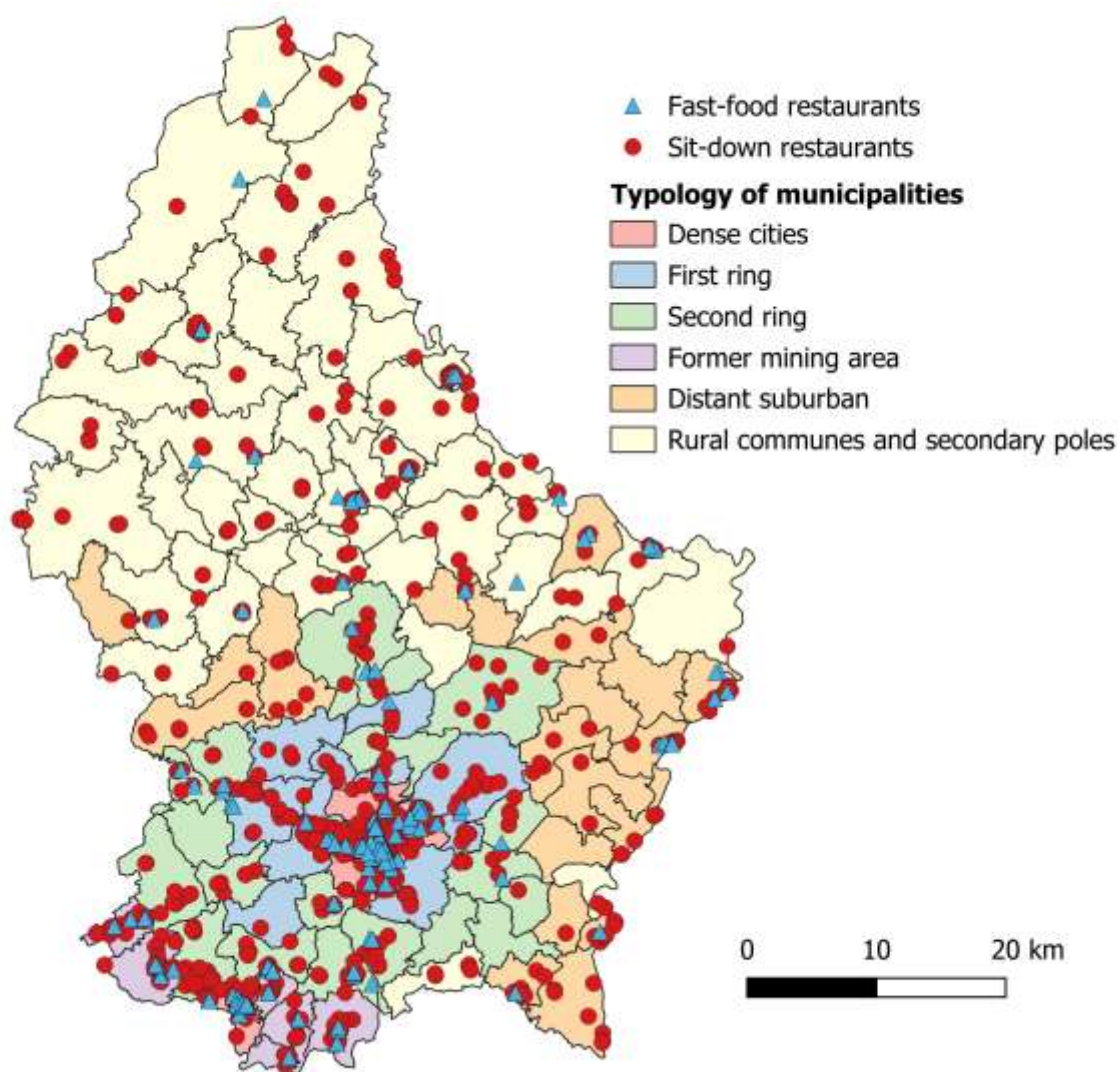 Fast-food restaurants
Sit-down restaurants
Typology of municipalities
Dense cities
First ring
Second ring
Former mining area
Distant suburban
Rural communes and secondary poles
0 10 20 km